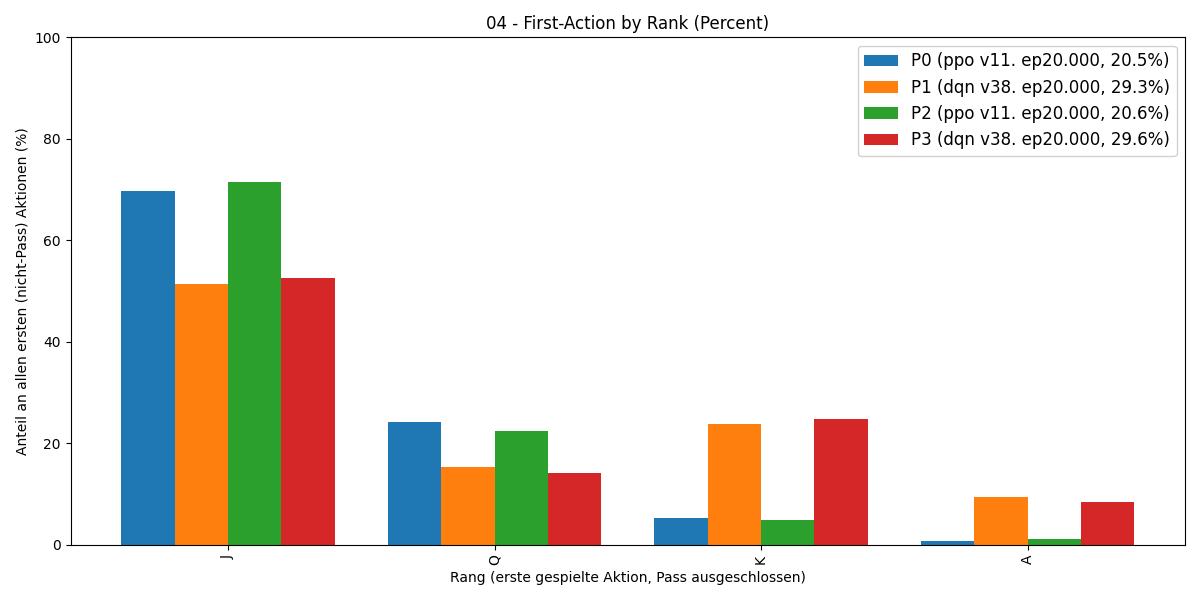 04 - First-Action by Rank (Percent)
Anteil an allen ersten (nicht-Pass) Aktionen (%)
100
80
60
40
20
0
P0 (ppo v11. ep20.000, 20.5%)
P1 (dqn v38. ep20.000, 29.3%)
P2 (ppo v11. ep20.000, 20.6%)
P3 (dqn v38. ep20.000, 29.6%)
J
Q
K
A
Rang (erste gespielte Aktion, Pass ausgeschlossen)